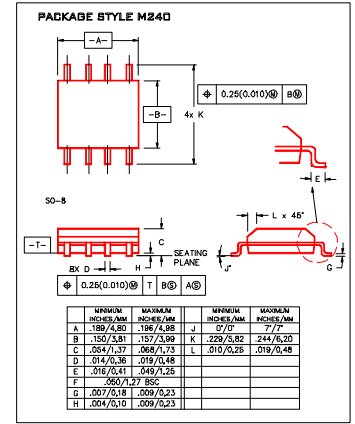 PACKAGE STYLE M240
-A-
-B-
4x K
⌖ 0.25(0.010)Ⓜ BⓂ
E
SO-8
L x 45°
-T-
C
SEATING
PLANE
8X D
H
J°
G
⌖ 0.25(0.010)Ⓜ T BⓈ AⓈ
MINIMUM MAXIMUM MINIMUM MAXIMUM
INCHES/MM INCHES/MM INCHES/MM INCHES/MM
A .189/4,80 .196/4,98 J 0°/0° 7°/7°
B .150/3,81 .157/3,99 K .229/5,82 .244/6,20
C .054/1,37 .068/1,73 L .010/0,25 .019/0,48
D .014/0,36 .019/0,48
E .016/0,41 .049/1,25
F .050/1,27 BSC
G .007/0,18 .009/0,23
H .004/0,10 .009/0,23